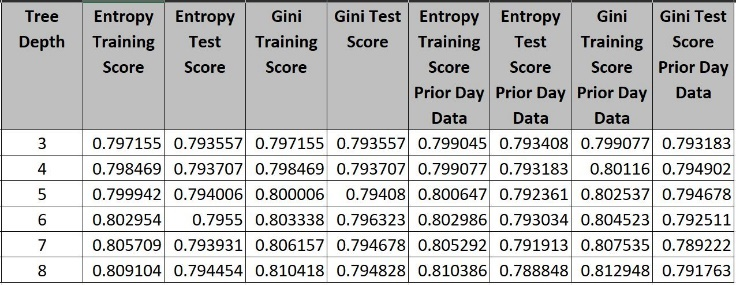 Tree Depth Entropy Training Score Entropy Test Score Gini Training Score Gini Test Score Entropy Training Score Prior Day Data Entropy Test Score Prior Day Data Gini Training Score Prior Day Data Gini Test Score Prior Day Data
3 0.797155 0.793557 0.797155 0.793557 0.799045 0.793408 0.799077 0.793183
4 0.798469 0.793707 0.798469 0.793707 0.799077 0.793183 0.80116 0.794902
5 0.799942 0.794006 0.800006 0.79408 0.800647 0.792361 0.802537 0.794678
6 0.802954 0.7955 0.803338 0.796323 0.802986 0.793034 0.804523 0.792511
7 0.805709 0.793931 0.806157 0.794678 0.805292 0.791913 0.807535 0.789222
8 0.809104 0.794454 0.810418 0.794828 0.810386 0.788848 0.812948 0.791763